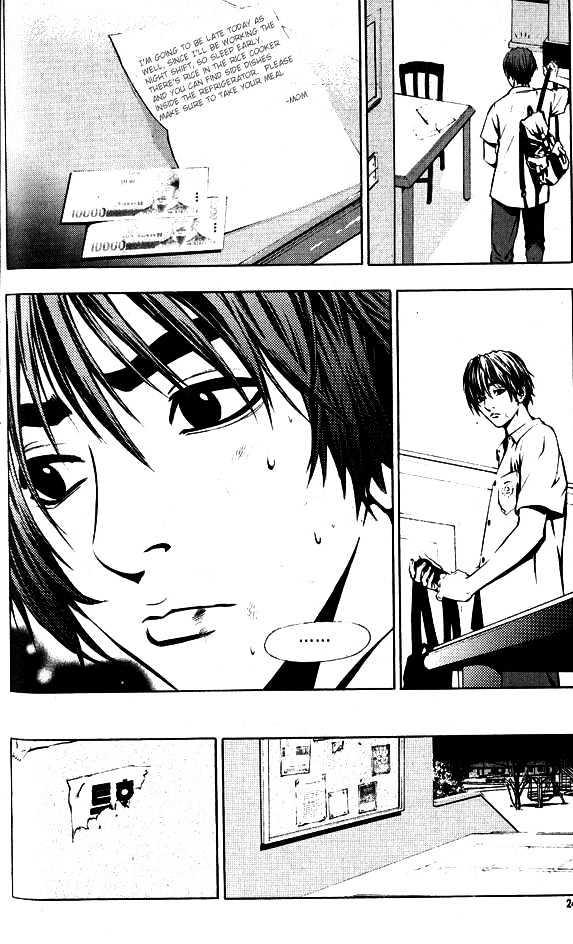 I'M GOING TO BE LATE TODAY AS
WELL, SINCE I'LL BE WORKING THE
NIGHT SHIFT, SO SLEEP EARLY.
THERE'S RICE IN THE RICE COOKER
AND YOU CAN FIND SIDE DISHES
INSIDE THE REFRIGERATOR. PLEASE
MAKE SURE TO TAKE YOUR MEAL
-MOM
10000
10000
......